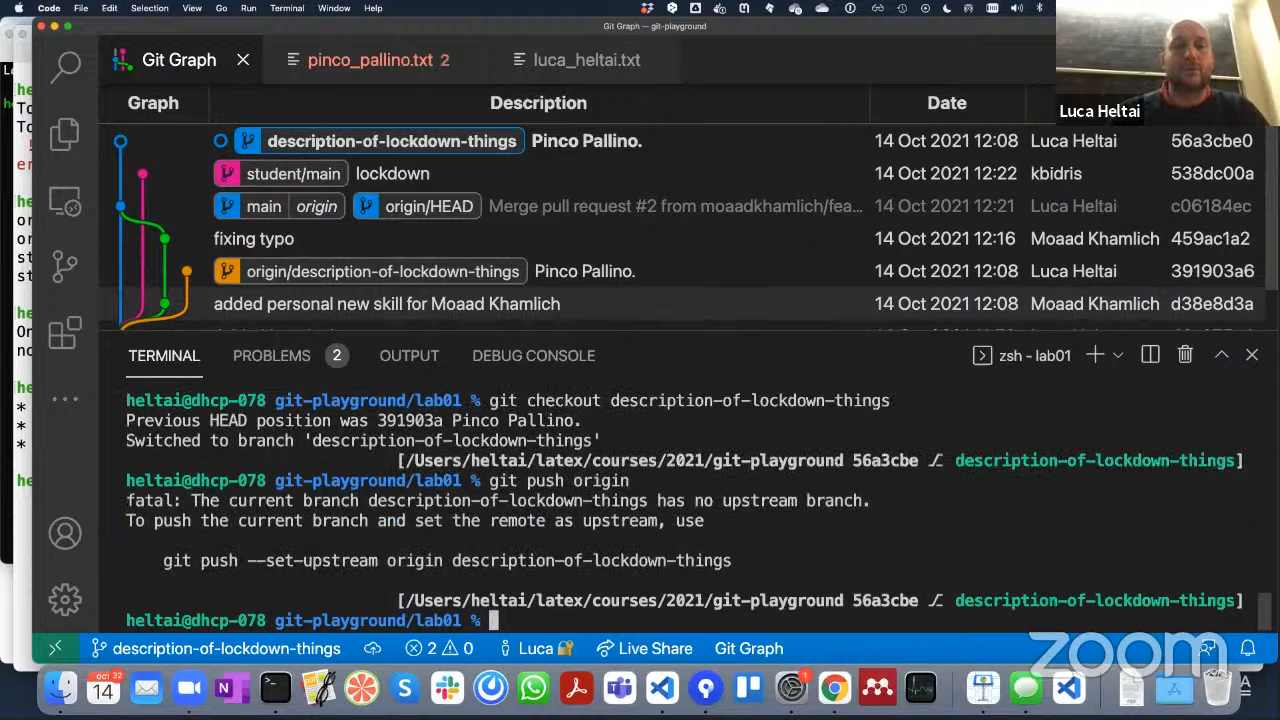 Code File Edit Selection View Go Run Terminal Window Help
Git Graph — git-playground
Git Graph
pinco_pallino.txt 2
luca_heltai.txt
Graph Description Date
Luca Heltai
description-of-lockdown-things Pinco Pallino. 14 Oct 2021 12:08 Luca Heltai 56a3cbe0
student/main lockdown 14 Oct 2021 12:22 kbidris 538dc00a
main origin origin/HEAD Merge pull request #2 from moaadkhamlich/fea... 14 Oct 2021 12:21 Luca Heltai c06184ec
fixing typo 14 Oct 2021 12:16 Moaad Khamlich 459ac1a2
origin/description-of-lockdown-things Pinco Pallino. 14 Oct 2021 12:08 Luca Heltai 391903a6
added personal new skill for Moaad Khamlich 14 Oct 2021 12:08 Moaad Khamlich d38e8d3a
TERMINAL PROBLEMS 2 OUTPUT DEBUG CONSOLE zsh - lab01
heltai@dhcp-078 git-playground/lab01 % git checkout description-of-lockdown-things
Previous HEAD position was 391903a Pinco Pallino.
Switched to branch 'description-of-lockdown-things'
[/Users/heltai/latex/courses/2021/git-playground 56a3cbe ⌥ description-of-lockdown-things]
heltai@dhcp-078 git-playground/lab01 % git push origin
fatal: The current branch description-of-lockdown-things has no upstream branch.
To push the current branch and set the remote as upstream, use
git push --set-upstream origin description-of-lockdown-things
[/Users/heltai/latex/courses/2021/git-playground 56a3cbe ⌥ description-of-lockdown-things]
heltai@dhcp-078 git-playground/lab01 %
description-of-lockdown-things 2 0 Luca Live Share Git Graph
zoom
OCT 32
14
1